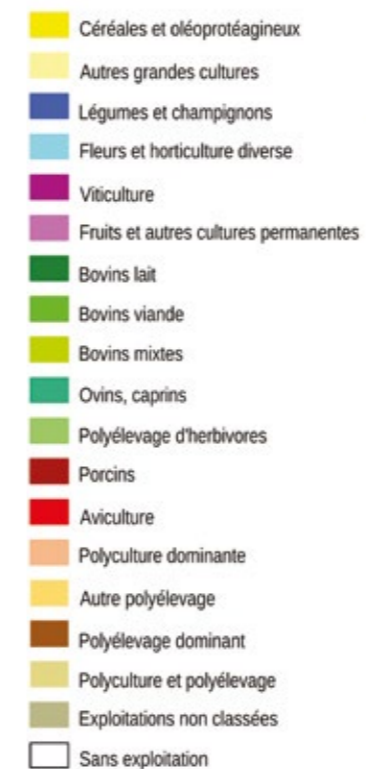 Céréales et oléoprotéagineux
Autres grandes cultures
Légumes et champignons
Fleurs et horticulture diverse
Viticulture
Fruits et autres cultures permanentes
Bovins lait
Bovins viande
Bovins mixtes
Ovins, caprins
Polyélevage d'herbivores
Porcins
Aviculture
Polyculture dominante
Autre polyélevage
Polyélevage dominant
Polyculture et polyélevage
Exploitations non classées
Sans exploitation